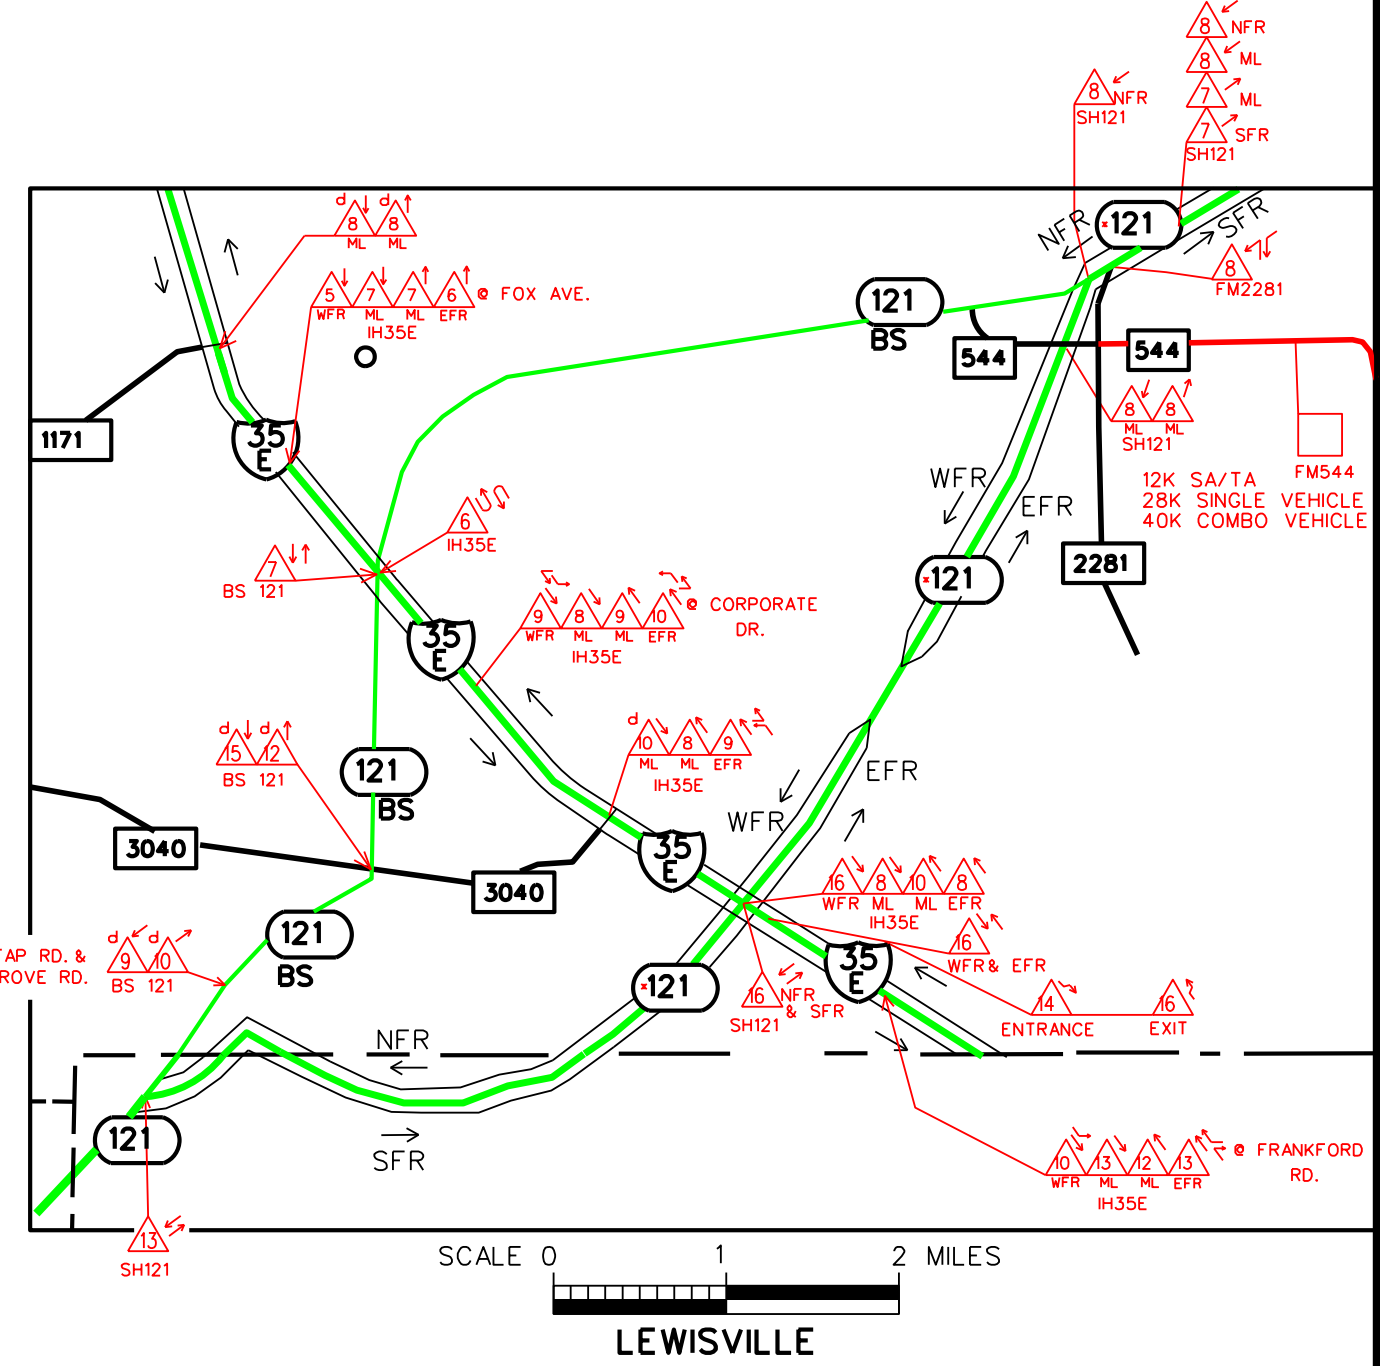 8 NFR
8 ML
7 ML
7 SFR
SH121
8 NFR
SH121
d d
8 8
ML ML
NFR
121
SFR
5 7 7 6 @ FOX AVE.
WFR ML ML EFR
IH35E
8
FM2281
121
BS
544
544
1171
35
E
8 8
ML ML
SH121
FM544
12K SA/TA
28K SINGLE VEHICLE
40K COMBO VEHICLE
WFR
EFR
6
IH35E
7
BS 121
2281
121
9 8 9 10 @ CORPORATE
WFR ML ML EFR DR.
IH35E
35
E
d d
15 12
BS 121
d
10 8 9
ML ML EFR
IH35E
121
BS
EFR
WFR
3040
35
E
3040
16 8 10 8
WFR ML ML EFR
IH35E
121
BS
16
WFR & EFR
TAP RD. &
ROVE RD.
d d
9 10
BS 121
35
E
121
16 NFR
& SFR
SH121
14
ENTRANCE
16
EXIT
NFR
121
SFR
10 13 12 13 @ FRANKFORD
WFR ML ML EFR RD.
IH35E
13
SH121
SCALE 0 1 2 MILES
LEWISVILLE